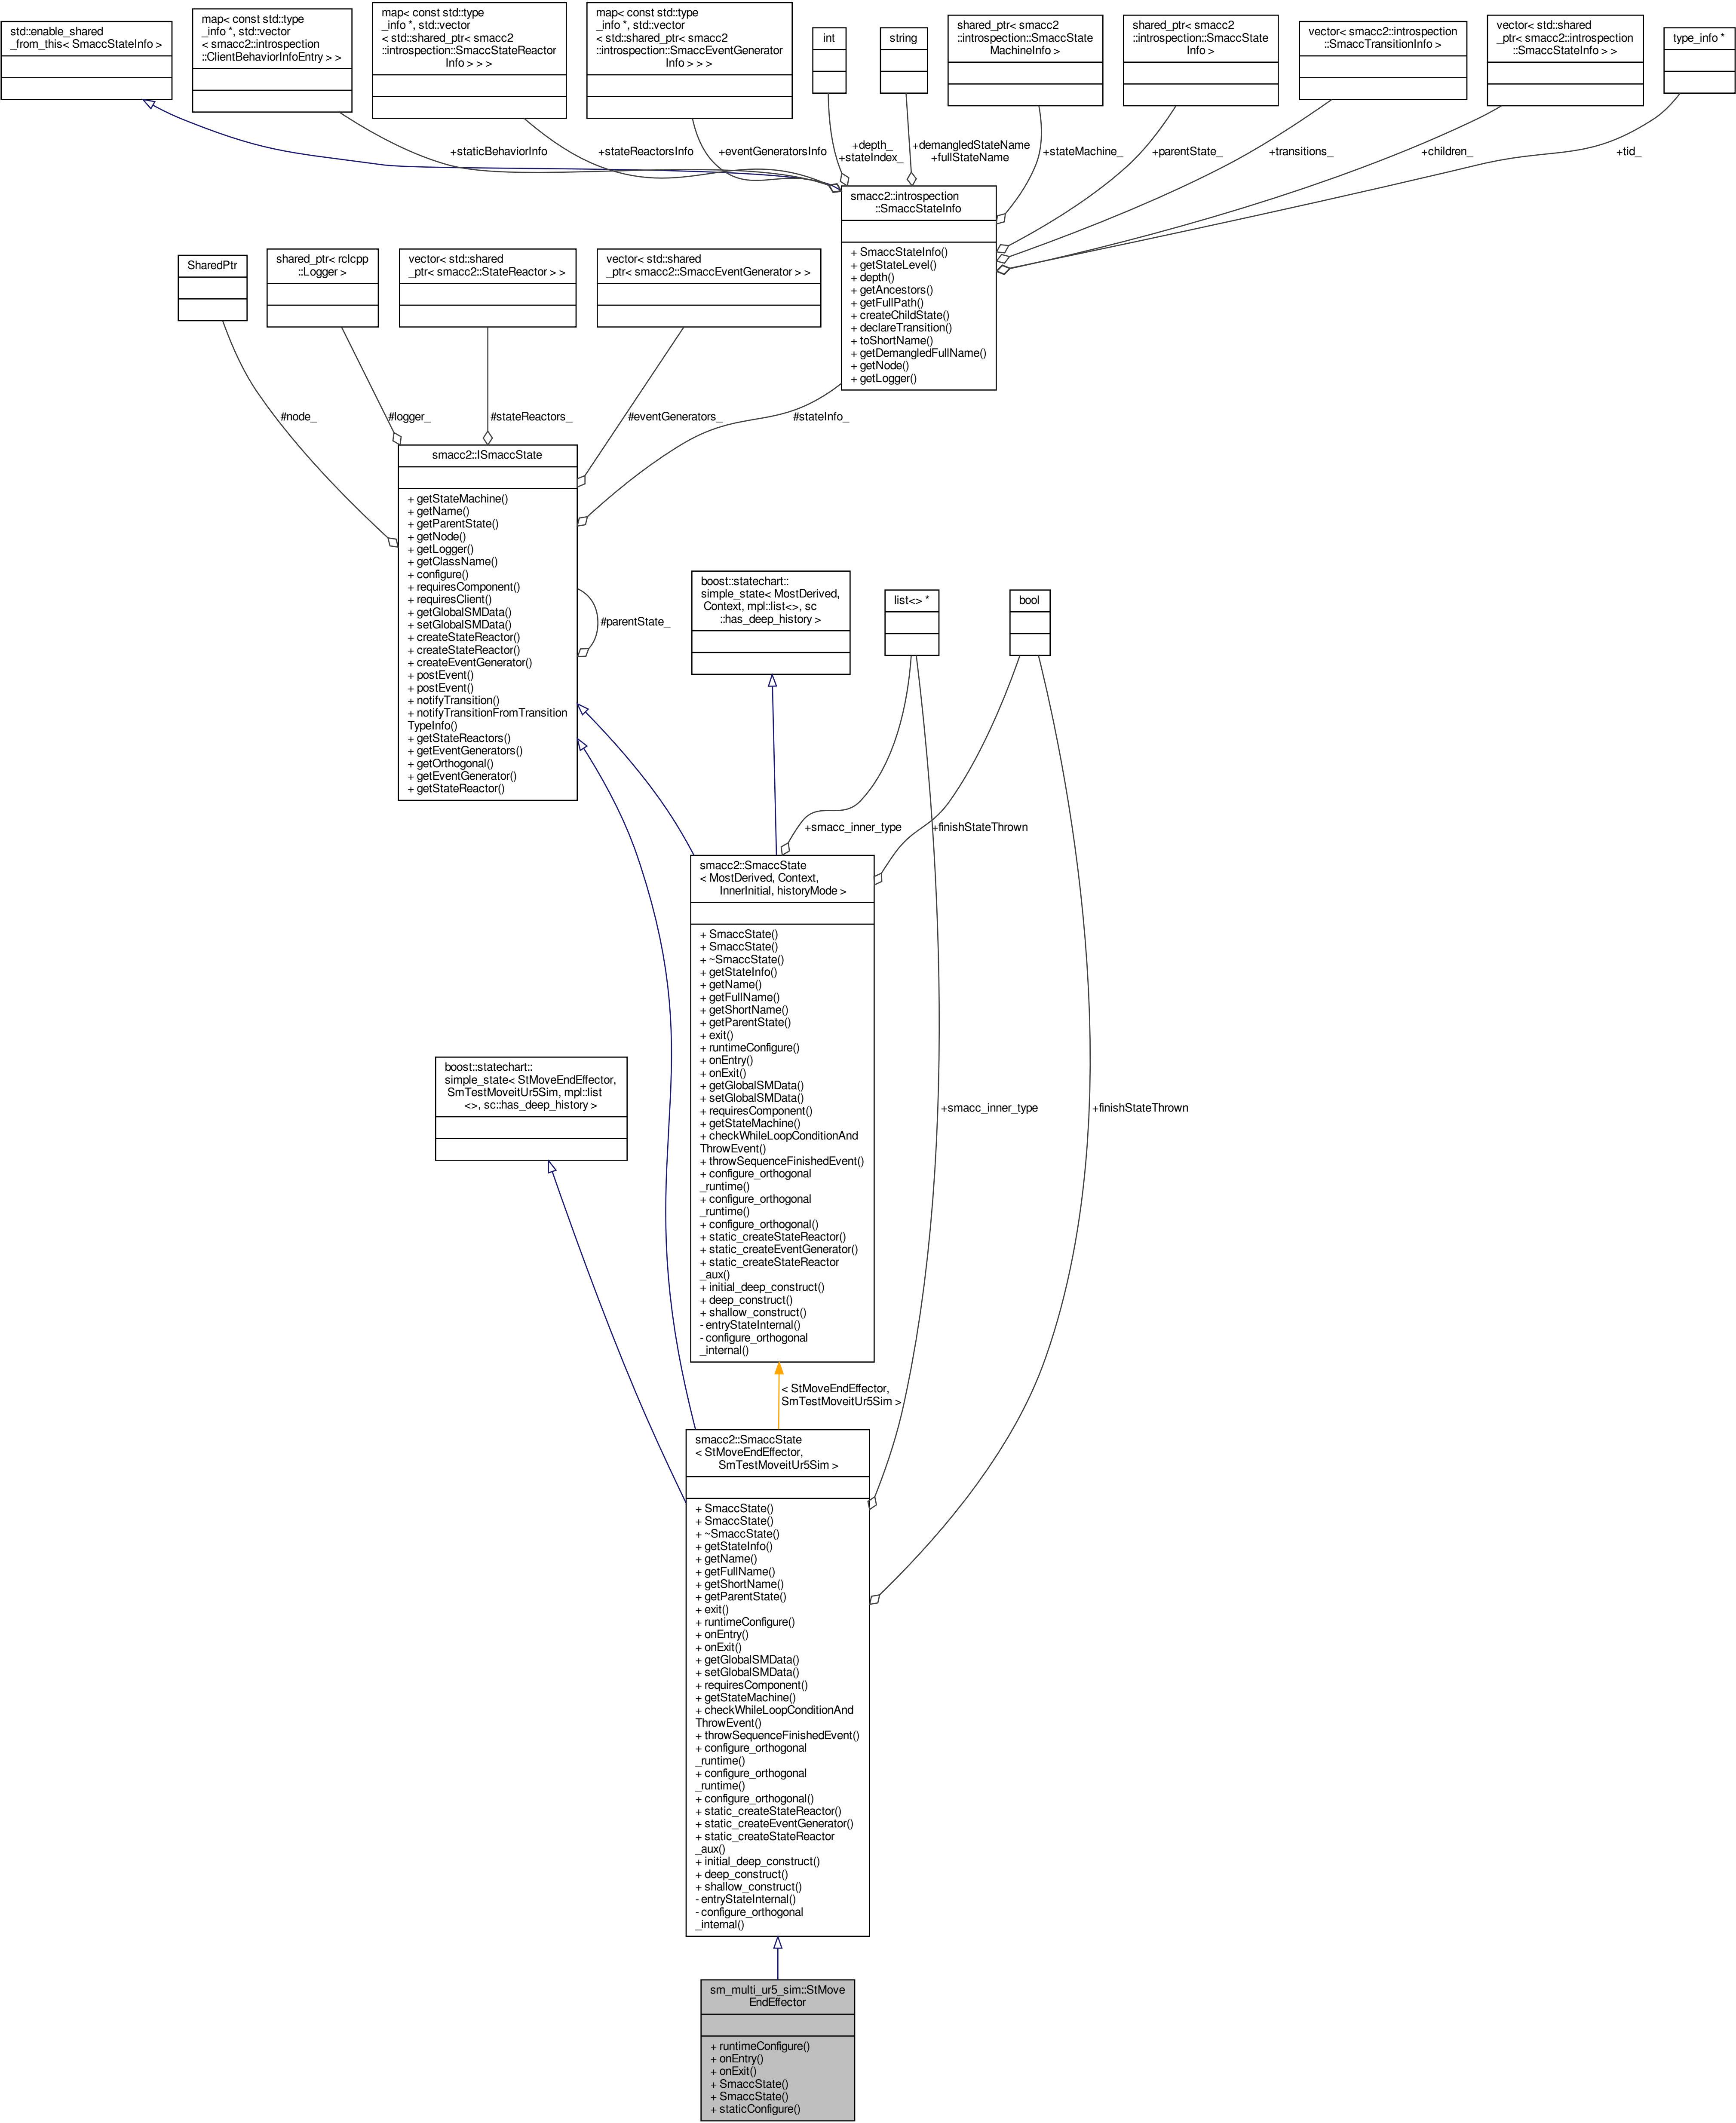 std::enable_shared
_from_this< SmaccStateInfo >
map< const std::type
_info *, std::vector
< smacc2::introspection
::ClientBehaviorInfoEntry > >
map< const std::type
_info *, std::vector
< std::shared_ptr< smacc2
::introspection::SmaccStateReactor
Info > > >
map< const std::type
_info *, std::vector
< std::shared_ptr< smacc2
::introspection::SmaccEventGenerator
Info > > >
int
string
shared_ptr< smacc2
::introspection::SmaccState
MachineInfo >
shared_ptr< smacc2
::introspection::SmaccState
Info >
vector< smacc2::introspection
::SmaccTransitionInfo >
vector< std::shared
_ptr< smacc2::introspection
::SmaccStateInfo > >
type_info *
+staticBehaviorInfo
+stateReactorsInfo
+eventGeneratorsInfo
+depth_
+stateIndex_
+demangledStateName
+fullStateName
+stateMachine_
+parentState_
+transitions_
+children_
+tid_
smacc2::introspection
::SmaccStateInfo
+ SmaccStateInfo()
+ getStateLevel()
+ depth()
+ getAncestors()
+ getFullPath()
+ createChildState()
+ declareTransition()
+ toShortName()
+ getDemangledFullName()
+ getNode()
+ getLogger()
SharedPtr
shared_ptr< rclcpp
::Logger >
vector< std::shared
_ptr< smacc2::StateReactor > >
vector< std::shared
_ptr< smacc2::SmaccEventGenerator > >
#node_
#logger_
#stateReactors_
#eventGenerators_
#stateInfo_
smacc2::ISmaccState
+ getStateMachine()
+ getName()
+ getParentState()
+ getNode()
+ getLogger()
+ getClassName()
+ configure()
+ requiresComponent()
+ requiresClient()
+ getGlobalSMData()
+ setGlobalSMData()
+ createStateReactor()
+ createStateReactor()
+ createEventGenerator()
+ postEvent()
+ postEvent()
+ notifyTransition()
+ notifyTransitionFromTransition
TypeInfo()
+ getStateReactors()
+ getEventGenerators()
+ getOrthogonal()
+ getEventGenerator()
+ getStateReactor()
#parentState_
boost::statechart::
simple_state< MostDerived,
Context, mpl::list<>, sc
::has_deep_history >
list<> *
bool
+smacc_inner_type
+finishStateThrown
smacc2::SmaccState
< MostDerived, Context,
InnerInitial, historyMode >
+ SmaccState()
+ SmaccState()
+ ~SmaccState()
+ getStateInfo()
+ getName()
+ getFullName()
+ getShortName()
+ getParentState()
+ exit()
+ runtimeConfigure()
+ onEntry()
+ onExit()
+ getGlobalSMData()
+ setGlobalSMData()
+ requiresComponent()
+ getStateMachine()
+ checkWhileLoopConditionAnd
ThrowEvent()
+ throwSequenceFinishedEvent()
+ configure_orthogonal
_runtime()
+ configure_orthogonal
_runtime()
+ configure_orthogonal()
+ static_createStateReactor()
+ static_createEventGenerator()
+ static_createStateReactor
_aux()
+ initial_deep_construct()
+ deep_construct()
+ shallow_construct()
- entryStateInternal()
- configure_orthogonal
_internal()
boost::statechart::
simple_state< StMoveEndEffector,
SmTestMoveitUr5Sim, mpl::list
<>, sc::has_deep_history >
+smacc_inner_type
+finishStateThrown
< StMoveEndEffector,
SmTestMoveitUr5Sim >
smacc2::SmaccState
< StMoveEndEffector,
SmTestMoveitUr5Sim >
+ SmaccState()
+ SmaccState()
+ ~SmaccState()
+ getStateInfo()
+ getName()
+ getFullName()
+ getShortName()
+ getParentState()
+ exit()
+ runtimeConfigure()
+ onEntry()
+ onExit()
+ getGlobalSMData()
+ setGlobalSMData()
+ requiresComponent()
+ getStateMachine()
+ checkWhileLoopConditionAnd
ThrowEvent()
+ throwSequenceFinishedEvent()
+ configure_orthogonal
_runtime()
+ configure_orthogonal
_runtime()
+ configure_orthogonal()
+ static_createStateReactor()
+ static_createEventGenerator()
+ static_createStateReactor
_aux()
+ initial_deep_construct()
+ deep_construct()
+ shallow_construct()
- entryStateInternal()
- configure_orthogonal
_internal()
sm_multi_ur5_sim::StMove
EndEffector
+ runtimeConfigure()
+ onEntry()
+ onExit()
+ SmaccState()
+ SmaccState()
+ staticConfigure()